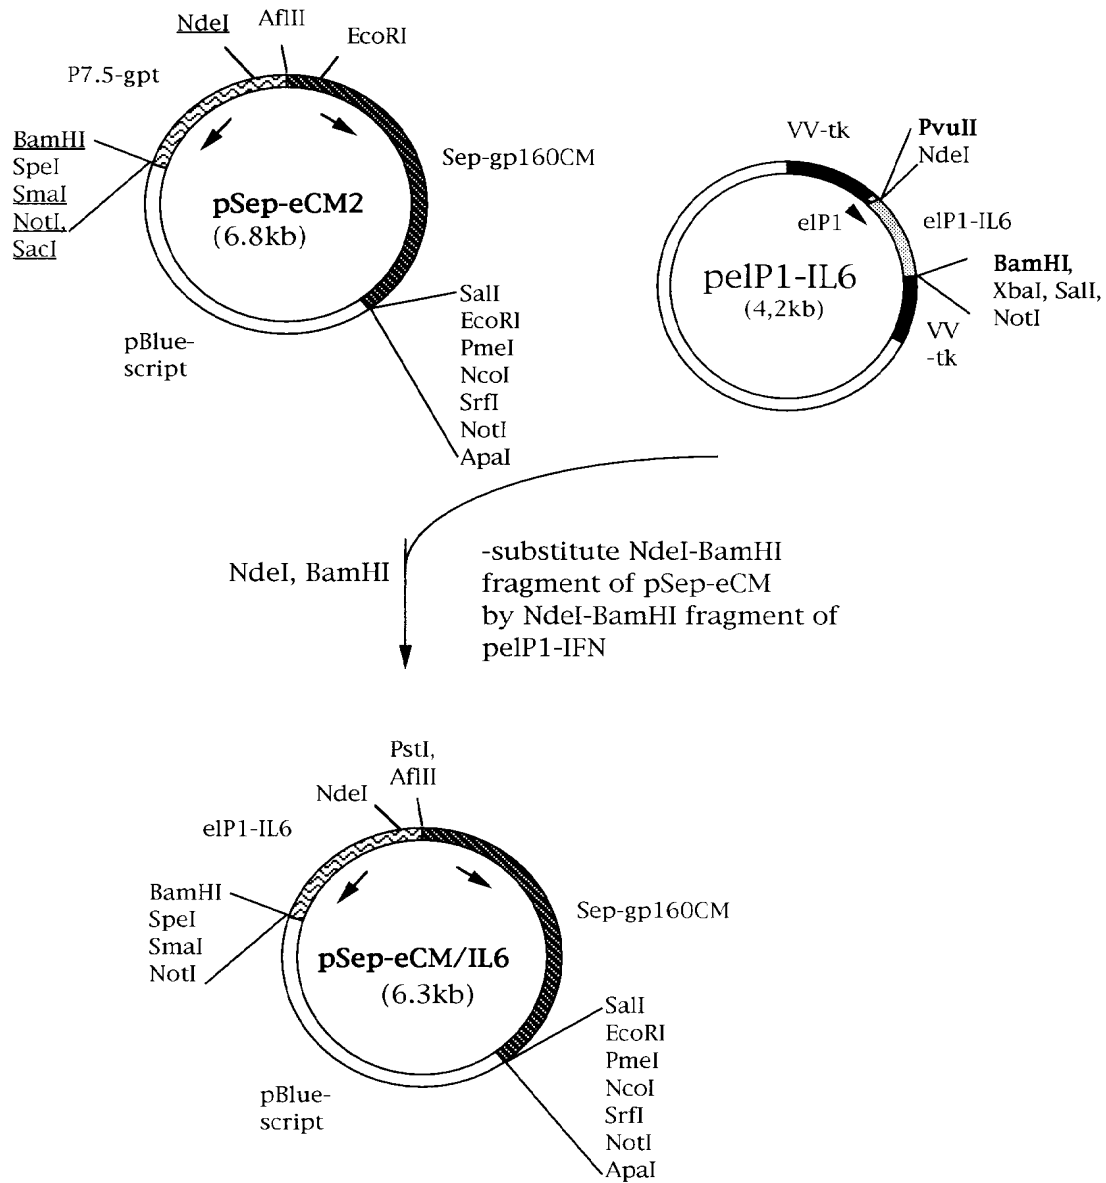 NdeI
AflII
EcoRI
P7.5-gpt
BamHI
SpeI
SmaI
NotI,
SacI
Sep-gp160CM
pSep-eCM2
(6.8kb)
pBlue-
script
SalI
EcoRI
PmeI
NcoI
SrfI
NotI
ApaI
VV-tk
PvuII
NdeI
elP1
elP1-IL6
pelP1-IL6
(4,2kb)
BamHI,
XbaI, SalI,
NotI
VV
-tk
NdeI, BamHI
-substitute NdeI-BamHI
fragment of pSep-eCM
by NdeI-BamHI fragment of
pelP1-IFN
PstI,
AflII
NdeI
elP1-IL6
BamHI
SpeI
SmaI
NotI
Sep-gp160CM
pSep-eCM/IL6
(6.3kb)
pBlue-
script
SalI
EcoRI
PmeI
NcoI
SrfI
NotI
ApaI